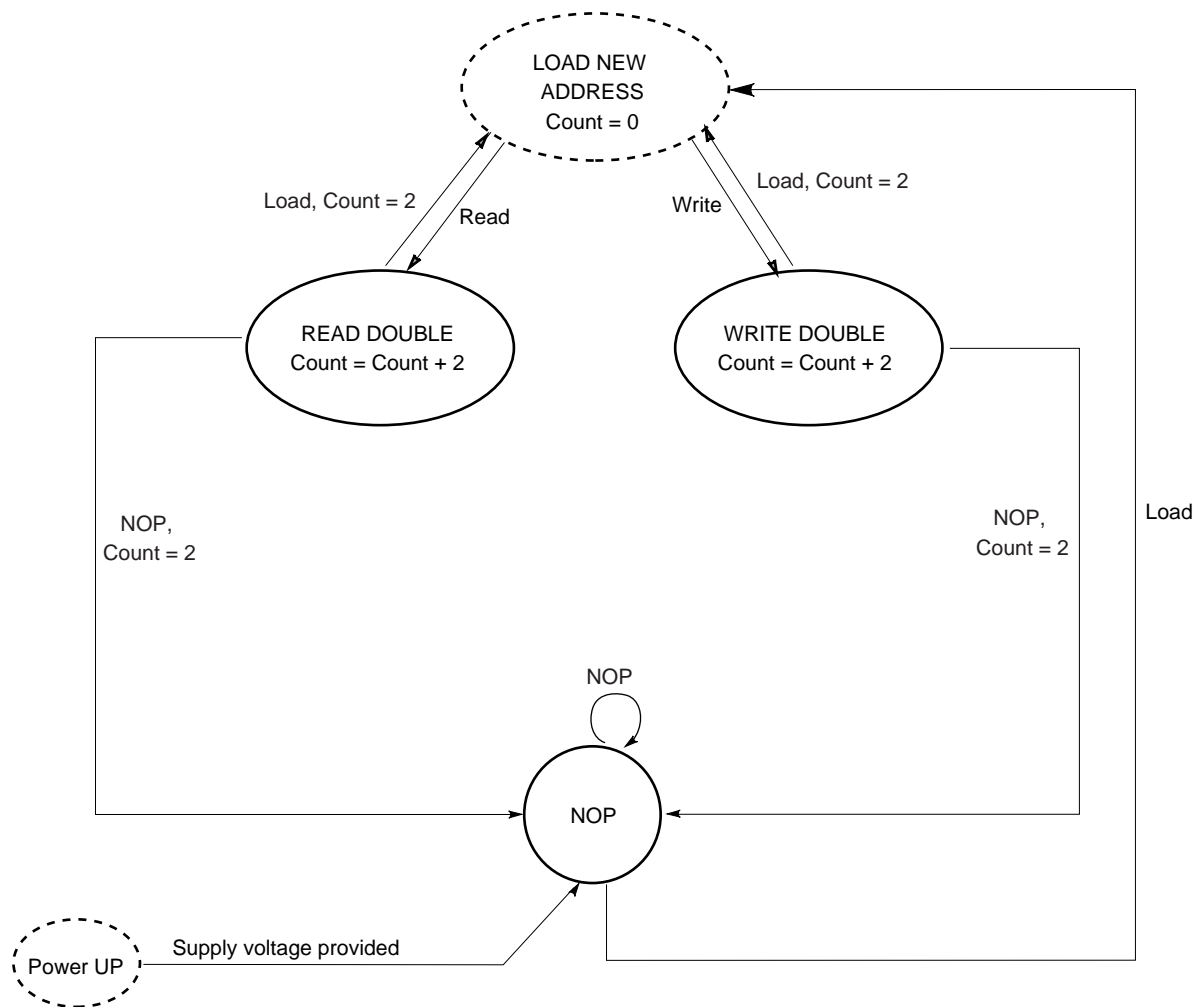 LOAD NEW
ADDRESS
Count = 0
Load, Count = 2
Read
Write
Load, Count = 2
READ DOUBLE
Count = Count + 2
WRITE DOUBLE
Count = Count + 2
NOP,
Count = 2
NOP,
Count = 2
Load
NOP
NOP
Supply voltage provided
Power UP